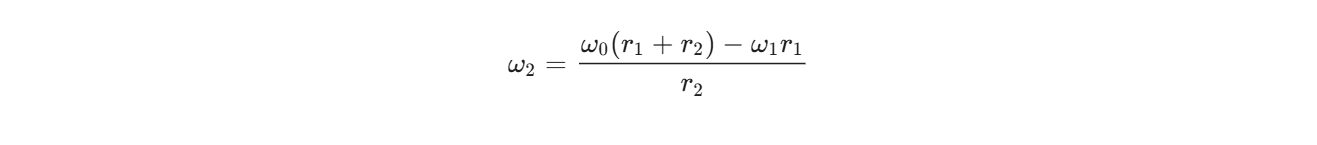 ω₂ = (ω₀(r₁ + r₂) − ω₁r₁) / r₂